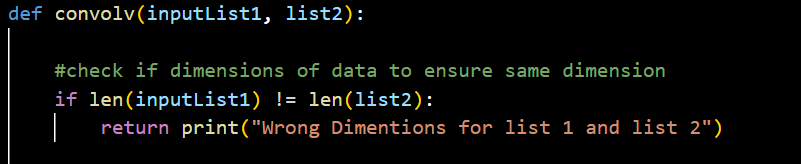 def convolv(inputList1, list2):
#check if dimensions of data to ensure same dimension
if len(inputList1) != len(list2):
return print("Wrong Dimentions for list 1 and list 2")